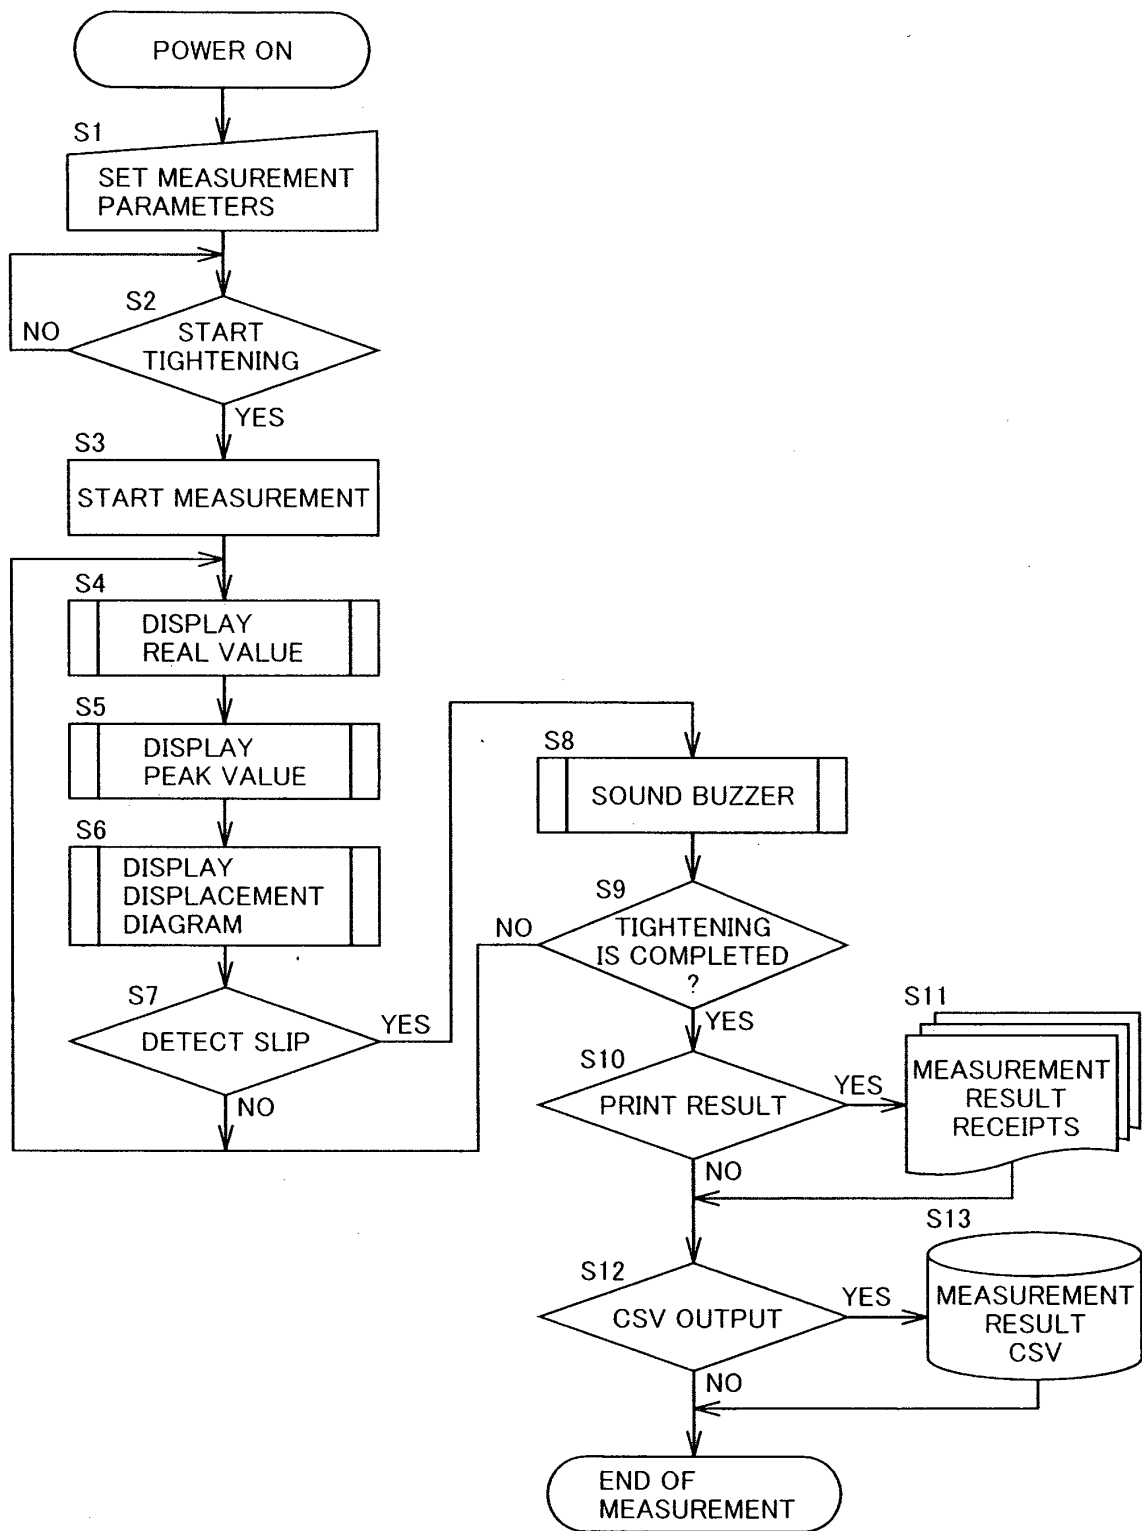 POWER ON
S1
SET MEASUREMENT
PARAMETERS
S2
NO
START
TIGHTENING
YES
S3
START MEASUREMENT
S4
DISPLAY
REAL VALUE
S5
DISPLAY
PEAK VALUE
S6
DISPLAY
DISPLACEMENT
DIAGRAM
S7
DETECT SLIP
YES
NO
S8
SOUND BUZZER
S9
NO
TIGHTENING
IS COMPLETED
?
YES
S10
PRINT RESULT
YES
NO
S11
MEASUREMENT
RESULT
RECEIPTS
S12
CSV OUTPUT
YES
NO
S13
MEASUREMENT
RESULT
CSV
END OF
MEASUREMENT